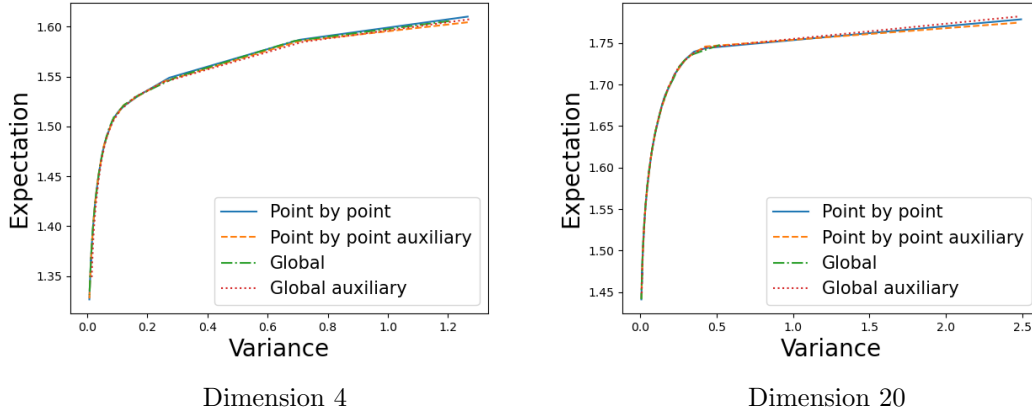 1.60
1.55
1.50
1.45
1.40
1.35
Expectation
Point by point
Point by point auxiliary
Global
Global auxiliary
0.0 0.2 0.4 0.6 0.8 1.0 1.2
Variance
Dimension 4
1.75
1.70
1.65
1.60
1.55
1.50
1.45
Expectation
Point by point
Point by point auxiliary
Global
Global auxiliary
0.0 0.5 1.0 1.5 2.0 2.5
Variance
Dimension 20